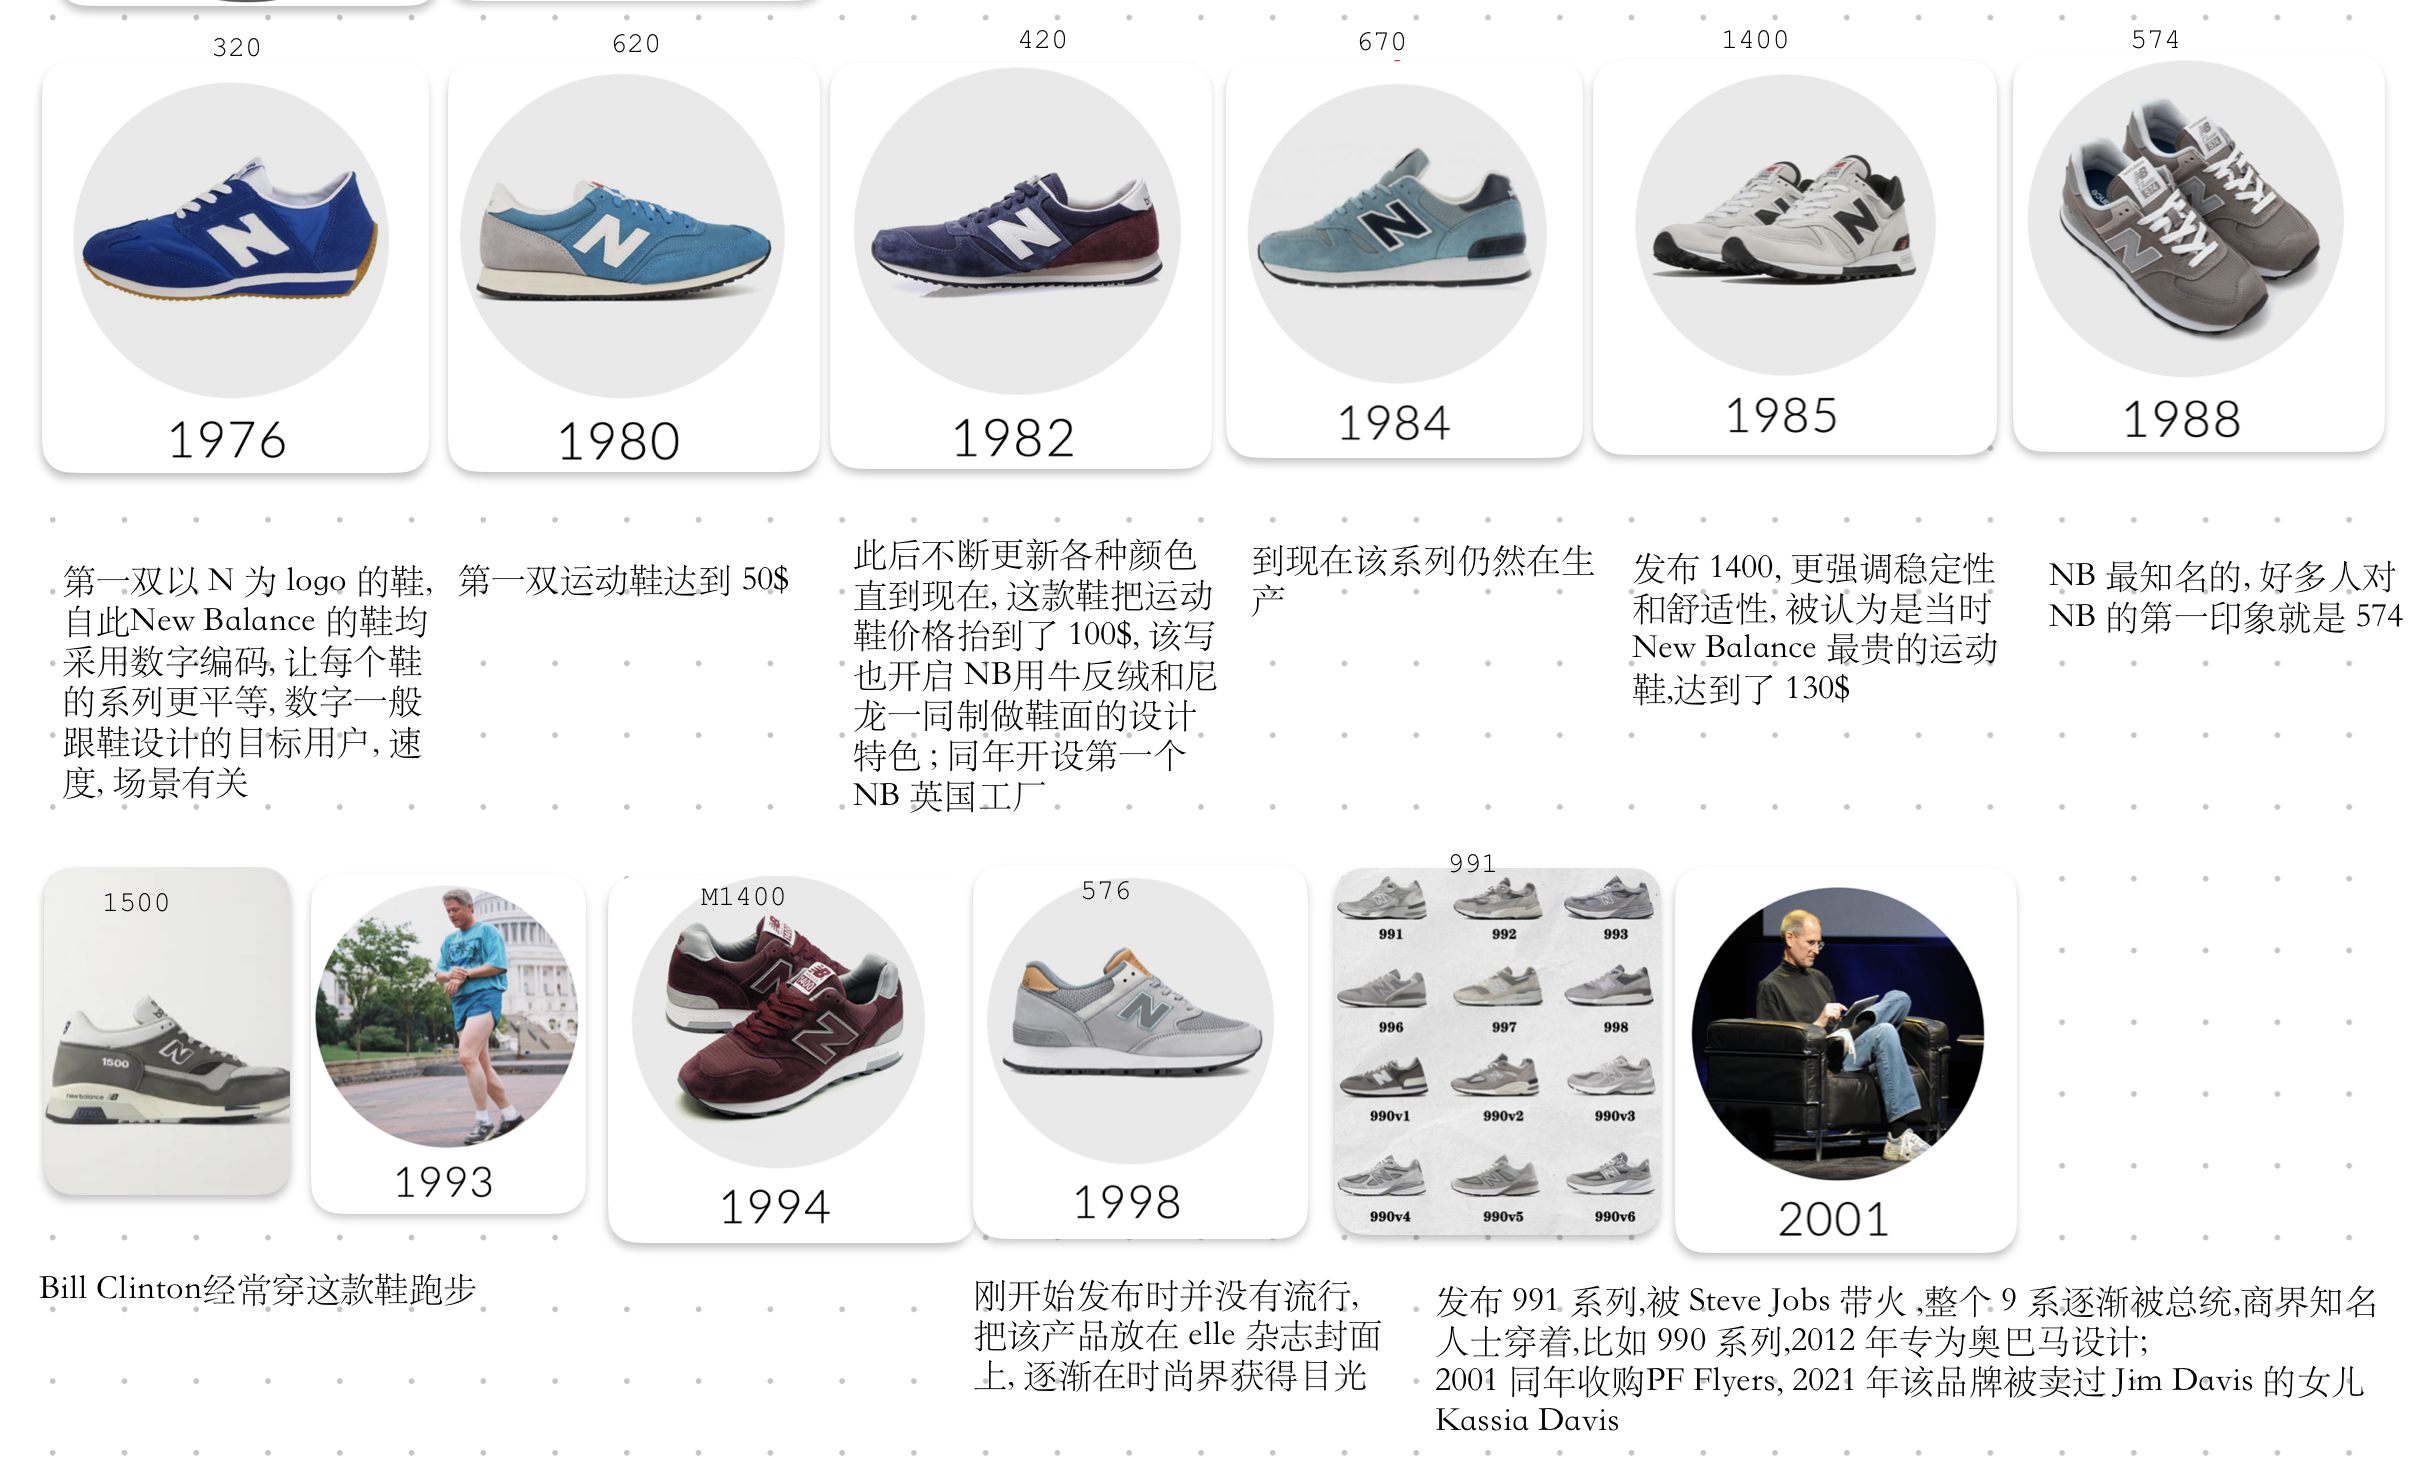 320
620
420
670
1400
574
1976
1980
1982
1984
1985
1988
第一双以 N 为 logo 的鞋,
自此New Balance 的鞋均
采用数字编码, 让每个鞋
的系列更平等, 数字一般
跟鞋设计的目标用户, 速
度, 场景有关
第一双运动鞋达到 50$
此后不断更新各种颜色
直到现在, 这款鞋把运动
鞋价格抬到了 100$, 该写
也开启 NB用牛反绒和尼
龙一同制做鞋面的设计
特色 ; 同年开设第一个
NB 英国工厂
到现在该系列仍然在生
产
发布 1400, 更强调稳定性
和舒适性, 被认为是当时
New Balance 最贵的运动
鞋,达到了 130$
NB 最知名的, 好多人对
NB 的第一印象就是 574
1500
1500
new balance
1993
M1400
1400
1994
576
1998
991
991
992
993
996
997
998
990v1
990v2
990v3
990v4
990v5
990v6
2001
Bill Clinton经常穿这款鞋跑步
刚开始发布时并没有流行,
把该产品放在 elle 杂志封面
上, 逐渐在时尚界获得目光
发布 991 系列,被 Steve Jobs 带火 ,整个 9 系逐渐被总统,商界知名
人士穿着,比如 990 系列,2012 年专为奥巴马设计;
2001 同年收购PF Flyers, 2021 年该品牌被卖过 Jim Davis 的女儿
Kassia Davis